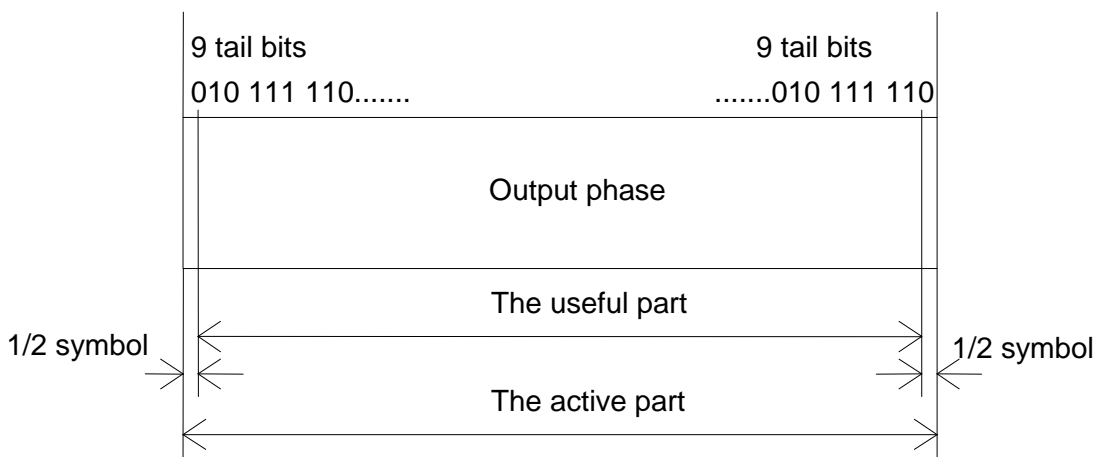 9 tail bits 9 tail bits
010 111 110....... .......010 111 110
Output phase
The useful part
1/2 symbol 1/2 symbol
The active part